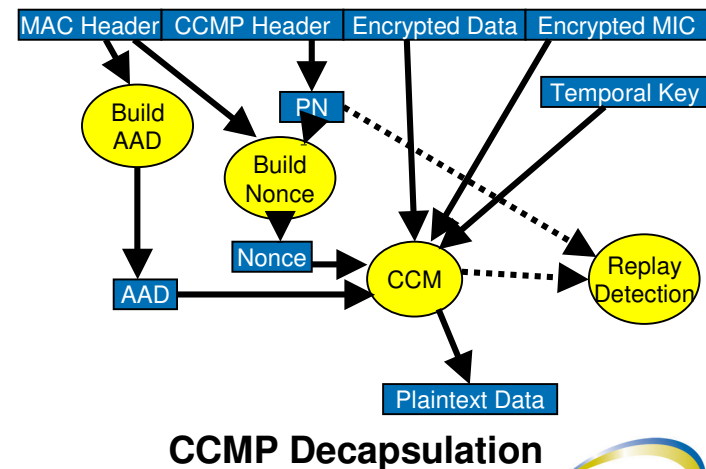 MAC Header CCMP Header Encrypted Data Encrypted MIC
Temporal Key
PN
Build
AAD
Build
Nonce
Nonce
AAD
CCM
Replay
Detection
Plaintext Data
CCMP Decapsulation